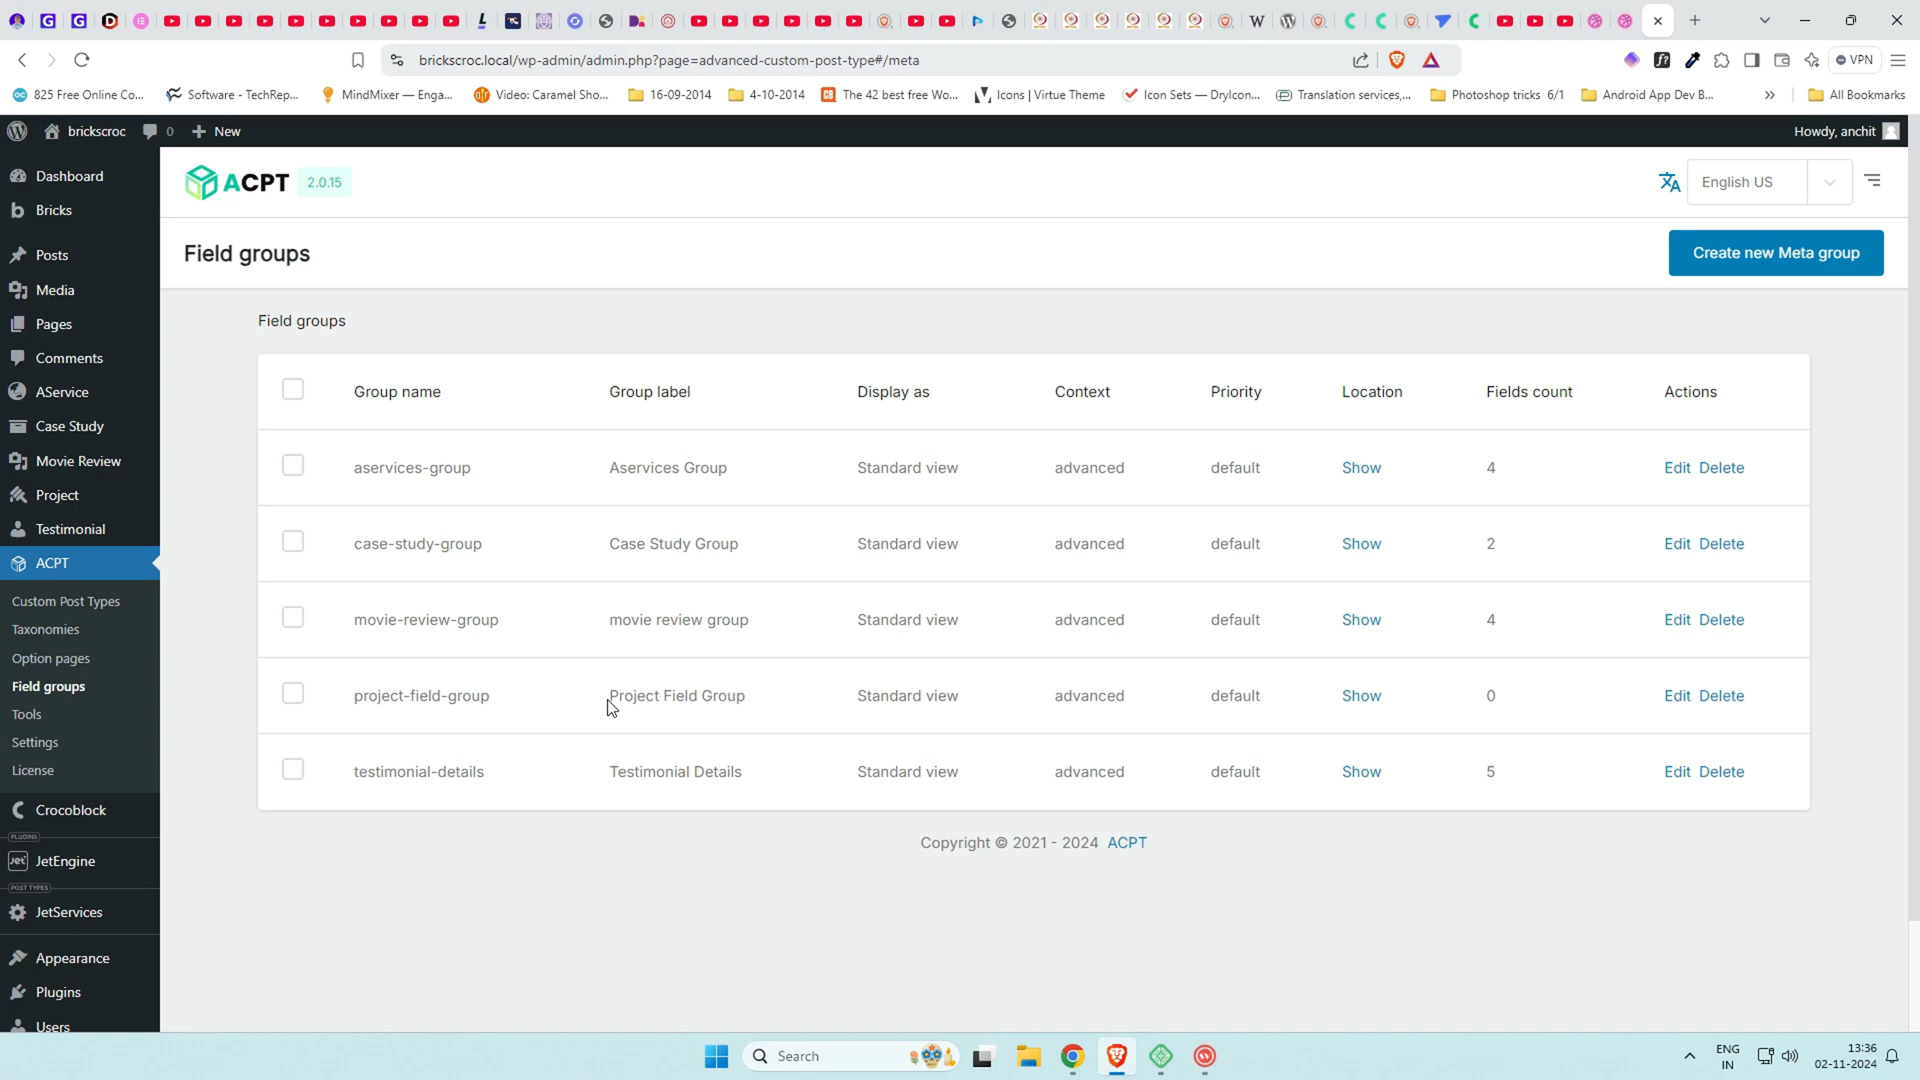 brickscroc.local/wp-admin/admin.php?page=advanced-custom-post-type#/meta
VPN
825 Free Online Co...
Software - TechRep...
MindMixer — Enga...
Video: Caramel Sho...
16-09-2014
4-10-2014
The 42 best free Wo...
Icons | Virtue Theme
Icon Sets — DryIcon...
Translation services,...
Photoshop tricks 6/1
Android App Dev B...
All Bookmarks
brickscroc
0
New
Howdy, anchit
Dashboard
Bricks
Posts
Media
Pages
Comments
AService
Case Study
Movie Review
Project
Testimonial
ACPT
Custom Post Types
Taxonomies
Option pages
Field groups
Tools
Settings
License
Crocoblock
PLUGINS
JetEngine
POST TYPES
JetServices
Appearance
Plugins
Users
ACPT 2.0.15
English US
Field groups
Create new Meta group
Field groups
Group name Group label Display as Context Priority Location Fields count Actions
aservices-group Aservices Group Standard view advanced default Show 4 Edit Delete
case-study-group Case Study Group Standard view advanced default Show 2 Edit Delete
movie-review-group movie review group Standard view advanced default Show 4 Edit Delete
project-field-group Project Field Group Standard view advanced default Show 0 Edit Delete
testimonial-details Testimonial Details Standard view advanced default Show 5 Edit Delete
Copyright © 2021 - 2024 ACPT
Search
ENG
IN
13:36
02-11-2024